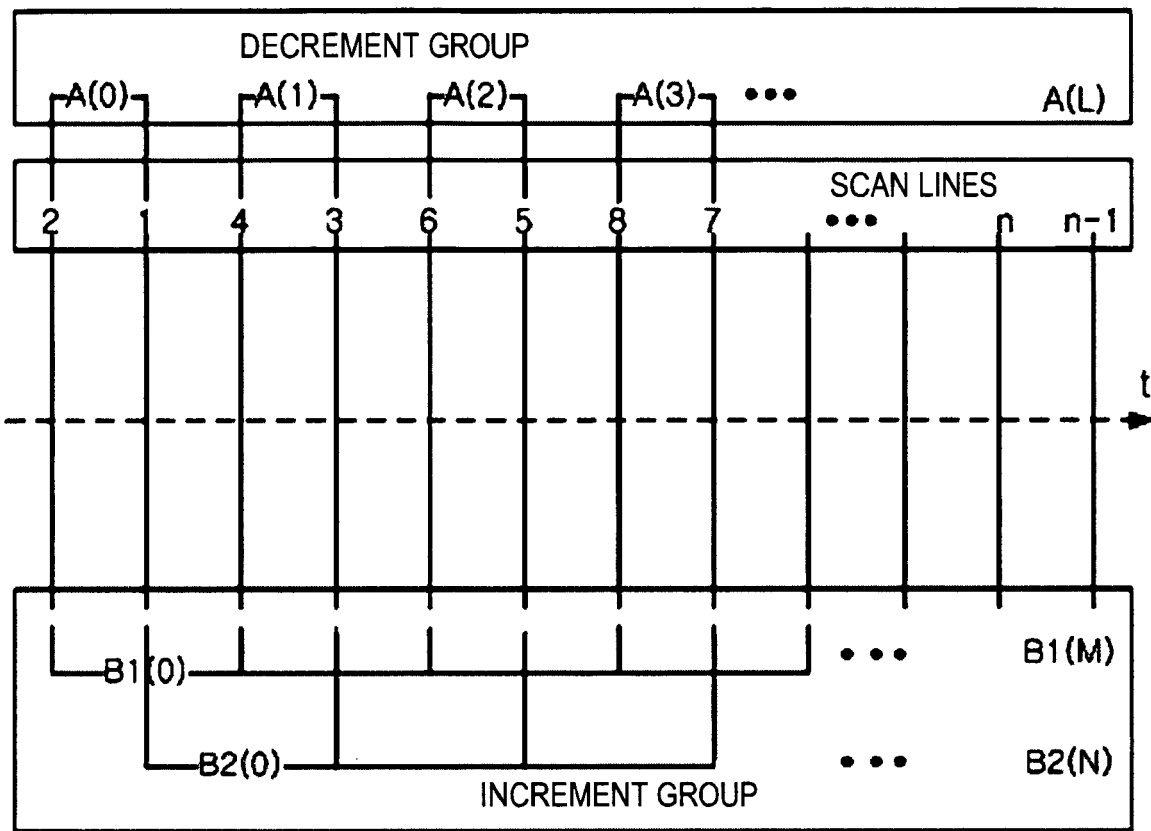 DECREMENT GROUP
A(0) A(1) A(2) A(3) ••• A(L)
SCAN LINES
2 1 4 3 6 5 8 7 ••• n n-1
t
B1(0) ••• B1(M)
B2(0) ••• B2(N)
INCREMENT GROUP